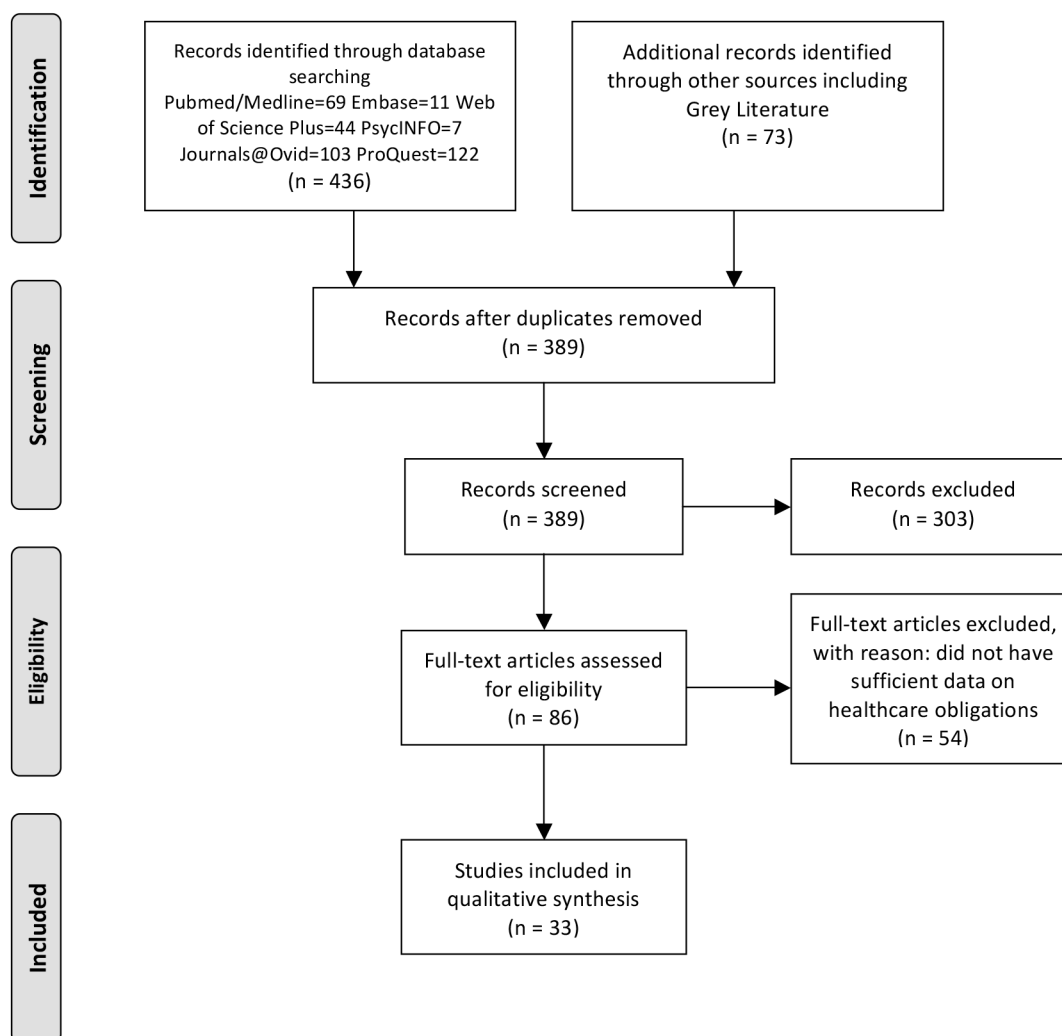 Identification
Records identified through database
searching
Pubmed/Medline=69 Embase=11 Web
of Science Plus=44 PsycINFO=7
Journals@Ovid=103 ProQuest=122
(n = 436)
Additional records identified
through other sources including
Grey Literature
(n = 73)
Screening
Records after duplicates removed
(n = 389)
Records screened
(n = 389)
Records excluded
(n = 303)
Eligibility
Full-text articles assessed
for eligibility
(n = 86)
Full-text articles excluded,
with reason: did not have
sufficient data on
healthcare obligations
(n = 54)
Included
Studies included in
qualitative synthesis
(n = 33)